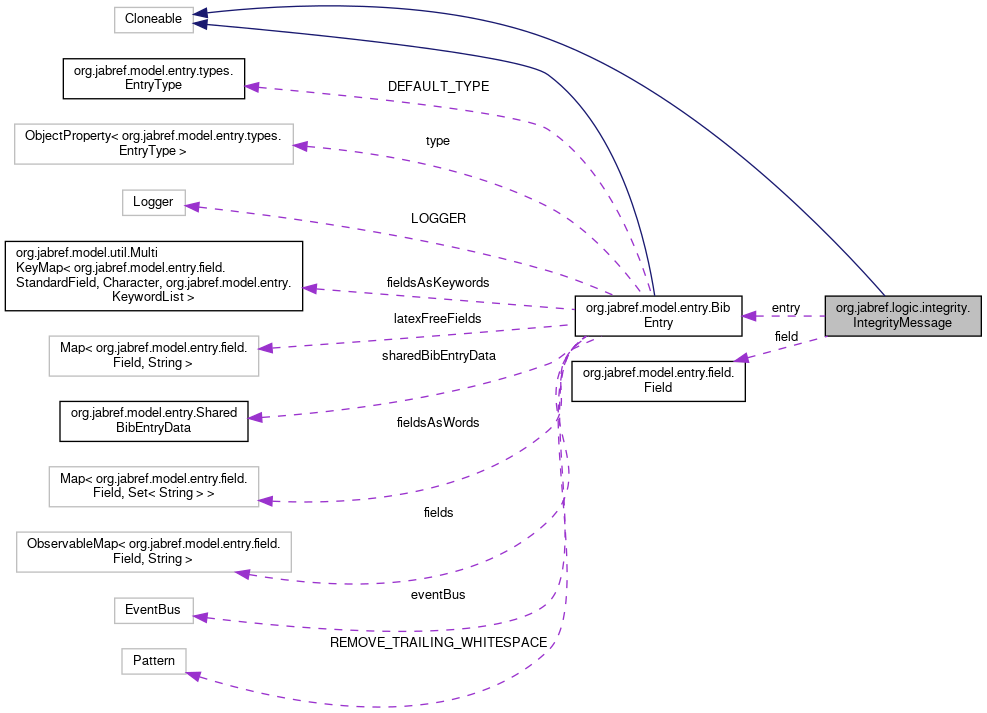 Cloneable
org.jabref.model.entry.types.
EntryType
DEFAULT_TYPE
ObjectProperty< org.jabref.model.entry.types.
EntryType >
type
Logger
LOGGER
org.jabref.model.util.Multi
KeyMap< org.jabref.model.entry.field.
StandardField, Character, org.jabref.model.entry.
KeywordList >
fieldsAsKeywords
org.jabref.model.entry.Bib
Entry
entry
org.jabref.logic.integrity.
IntegrityMessage
latexFreeFields
field
Map< org.jabref.model.entry.field.
Field, String >
sharedBibEntryData
org.jabref.model.entry.field.
Field
org.jabref.model.entry.Shared
BibEntryData
fieldsAsWords
Map< org.jabref.model.entry.field.
Field, Set< String > >
fields
ObservableMap< org.jabref.model.entry.field.
Field, String >
eventBus
EventBus
REMOVE_TRAILING_WHITESPACE
Pattern